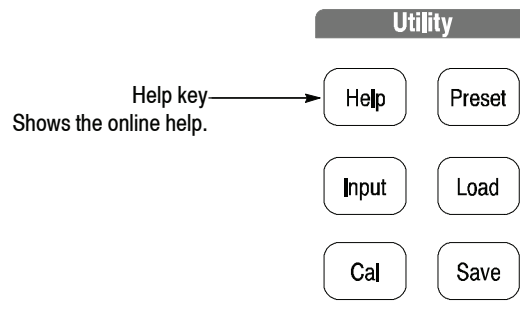 Utility
Help key
Shows the online help.
Help
Preset
Input
Load
Cal
Save